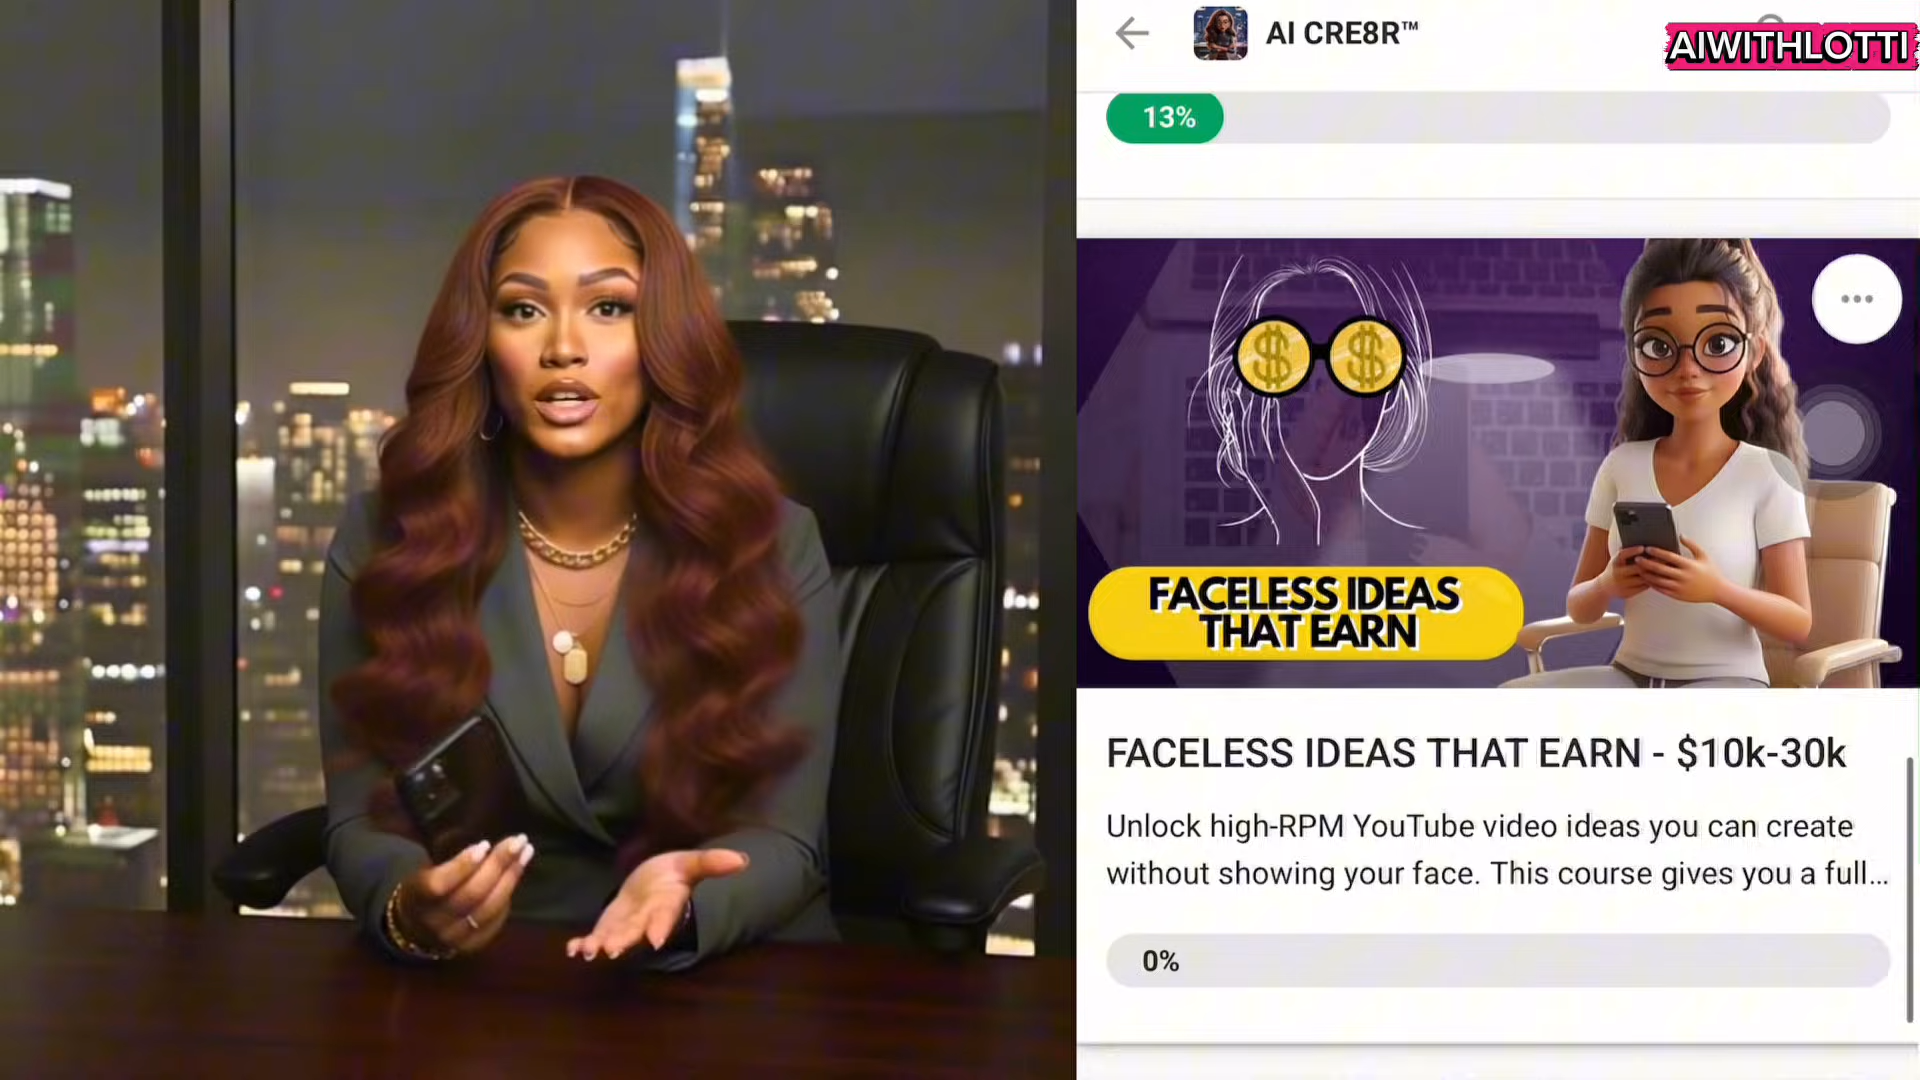 AI CRE8R™
AIWITHLOTTI
13%
FACELESS IDEAS
THAT EARN
FACELESS IDEAS THAT EARN - $10k-30k
Unlock high-RPM YouTube video ideas you can create
without showing your face. This course gives you a full...
0%